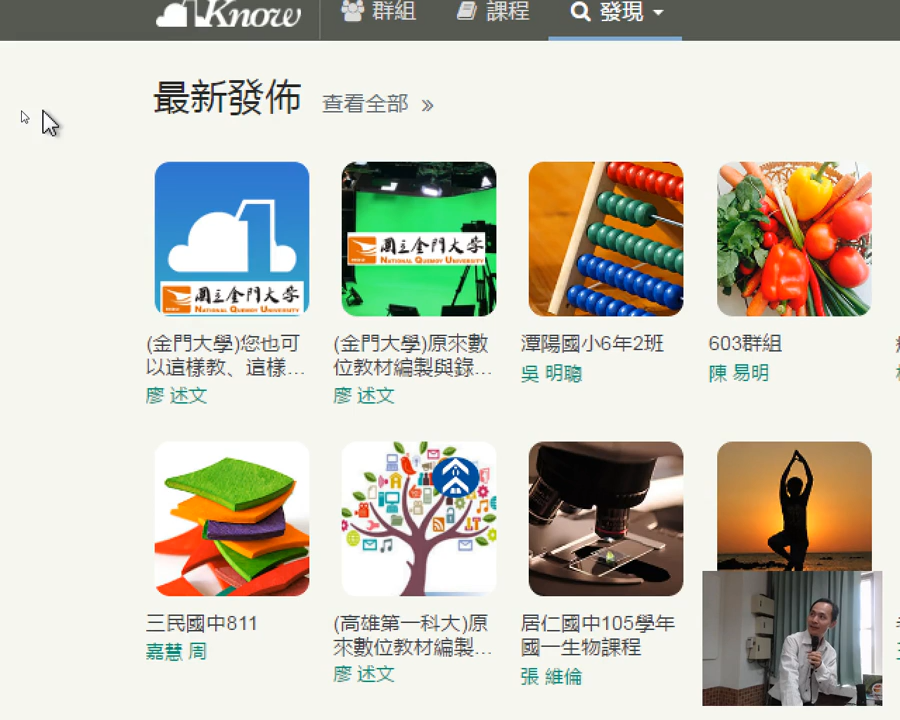 1Know
群組
課程
發現
最新發佈
查看全部 »
國立金門大學
NATIONAL QUEMOY UNIVERSITY
國立金門大學
NATIONAL QUEMOY UNIVERSITY
(金門大學)您也可
以這樣教、這樣...
廖 述文
(金門大學)原來數
位教材編製與錄...
廖 述文
潭陽國小6年2班
吳 明聰
603群組
陳 易明
三民國中811
嘉慧 周
(高雄第一科大)原
來數位教材編製...
廖 述文
居仁國中105學年
國一生物課程
張 維倫